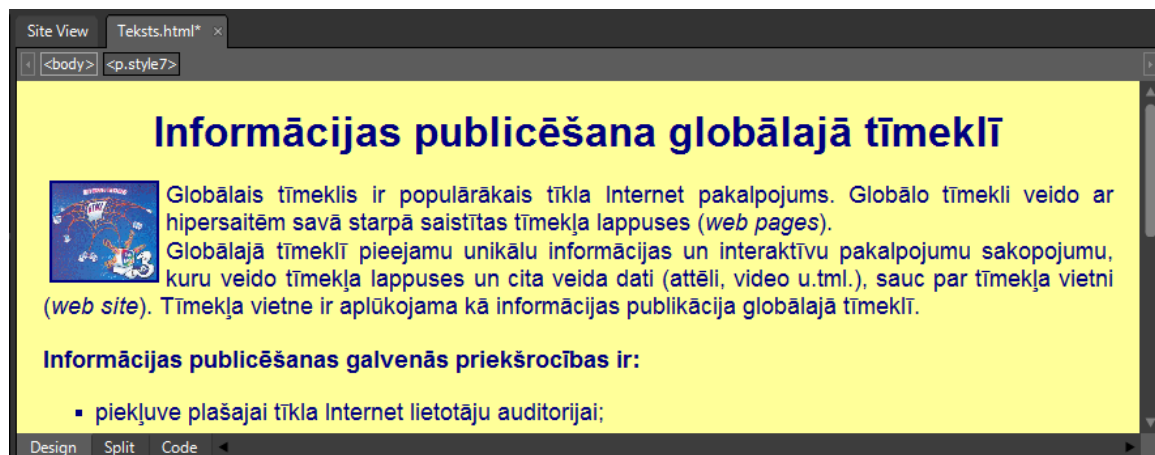 Site View Teksts.html* ×
<body> <p.style7>
Informācijas publicēšana globālajā tīmeklī
Globālais tīmeklis ir populārākais tīkla Internet pakalpojums. Globālo tīmekli veido ar
hipersaitēm savā starpā saistītas tīmekļa lappuses (web pages).
Globālajā tīmeklī pieejamu unikālu informācijas un interaktīvu pakalpojumu sakopojumu,
kuru veido tīmekļa lappuses un cita veida dati (attēli, video u.tml.), sauc par tīmekļa vietni
(web site). Tīmekļa vietne ir aplūkojama kā informācijas publikācija globālajā tīmeklī.
Informācijas publicēšanas galvenās priekšrocības ir:
▪ piekļuve plašajai tīkla Internet lietotāju auditorijai;
Design Split Code